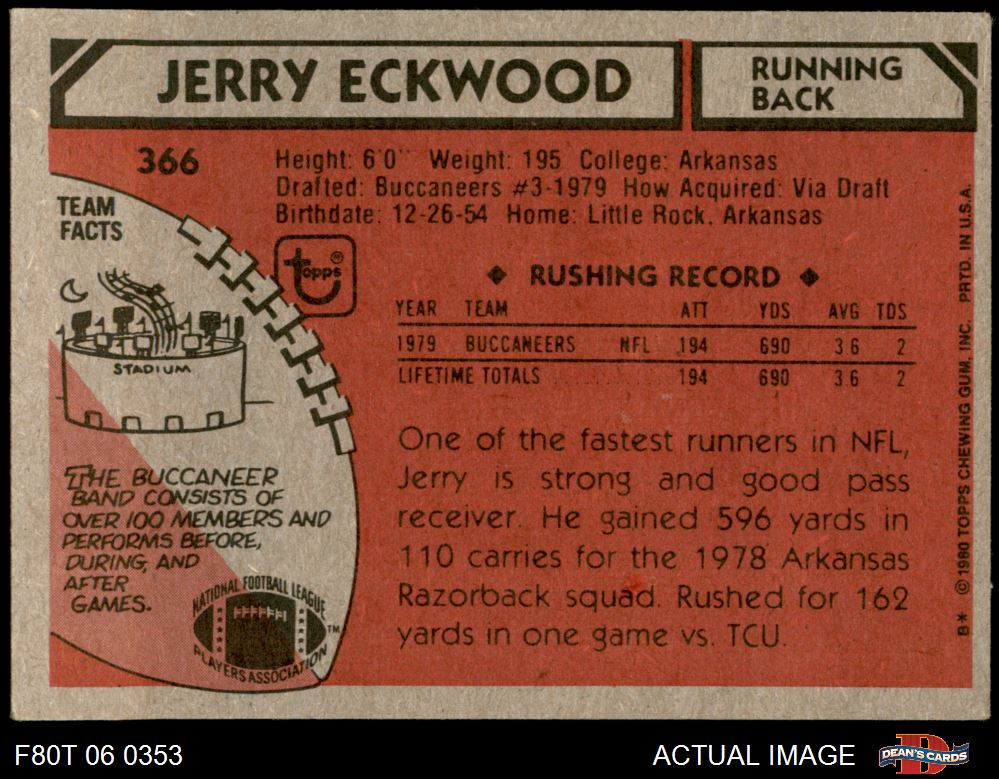 JERRY ECKWOOD
RUNNING
BACK
366
Height: 6'0" Weight: 195 College: Arkansas
Drafted: Buccaneers #3-1979 How Acquired: Via Draft
Birthdate: 12-26-54 Home: Little Rock, Arkansas
TEAM
FACTS
topps®
STADIUM
THE BUCCANEER
BAND CONSISTS OF
OVER 100 MEMBERS AND
PERFORMS BEFORE,
DURING, AND
AFTER
GAMES.
NATIONAL FOOTBALL LEAGUE
PLAYERS ASSOCIATION
TM
◆ RUSHING RECORD ◆
YEAR TEAM ATT YDS AVG TDS
1979 BUCCANEERS NFL 194 690 3.6 2
LIFETIME TOTALS 194 690 3.6 2
One of the fastest runners in NFL,
Jerry is strong and good pass
receiver. He gained 596 yards in
110 carries for the 1978 Arkansas
Razorback squad. Rushed for 162
yards in one game vs. TCU.
B* ©1980 TOPPS CHEWING GUM, INC. PRTD. IN U.S.A.
F80T 06 0353
ACTUAL IMAGE
D
DEAN'S CARDS